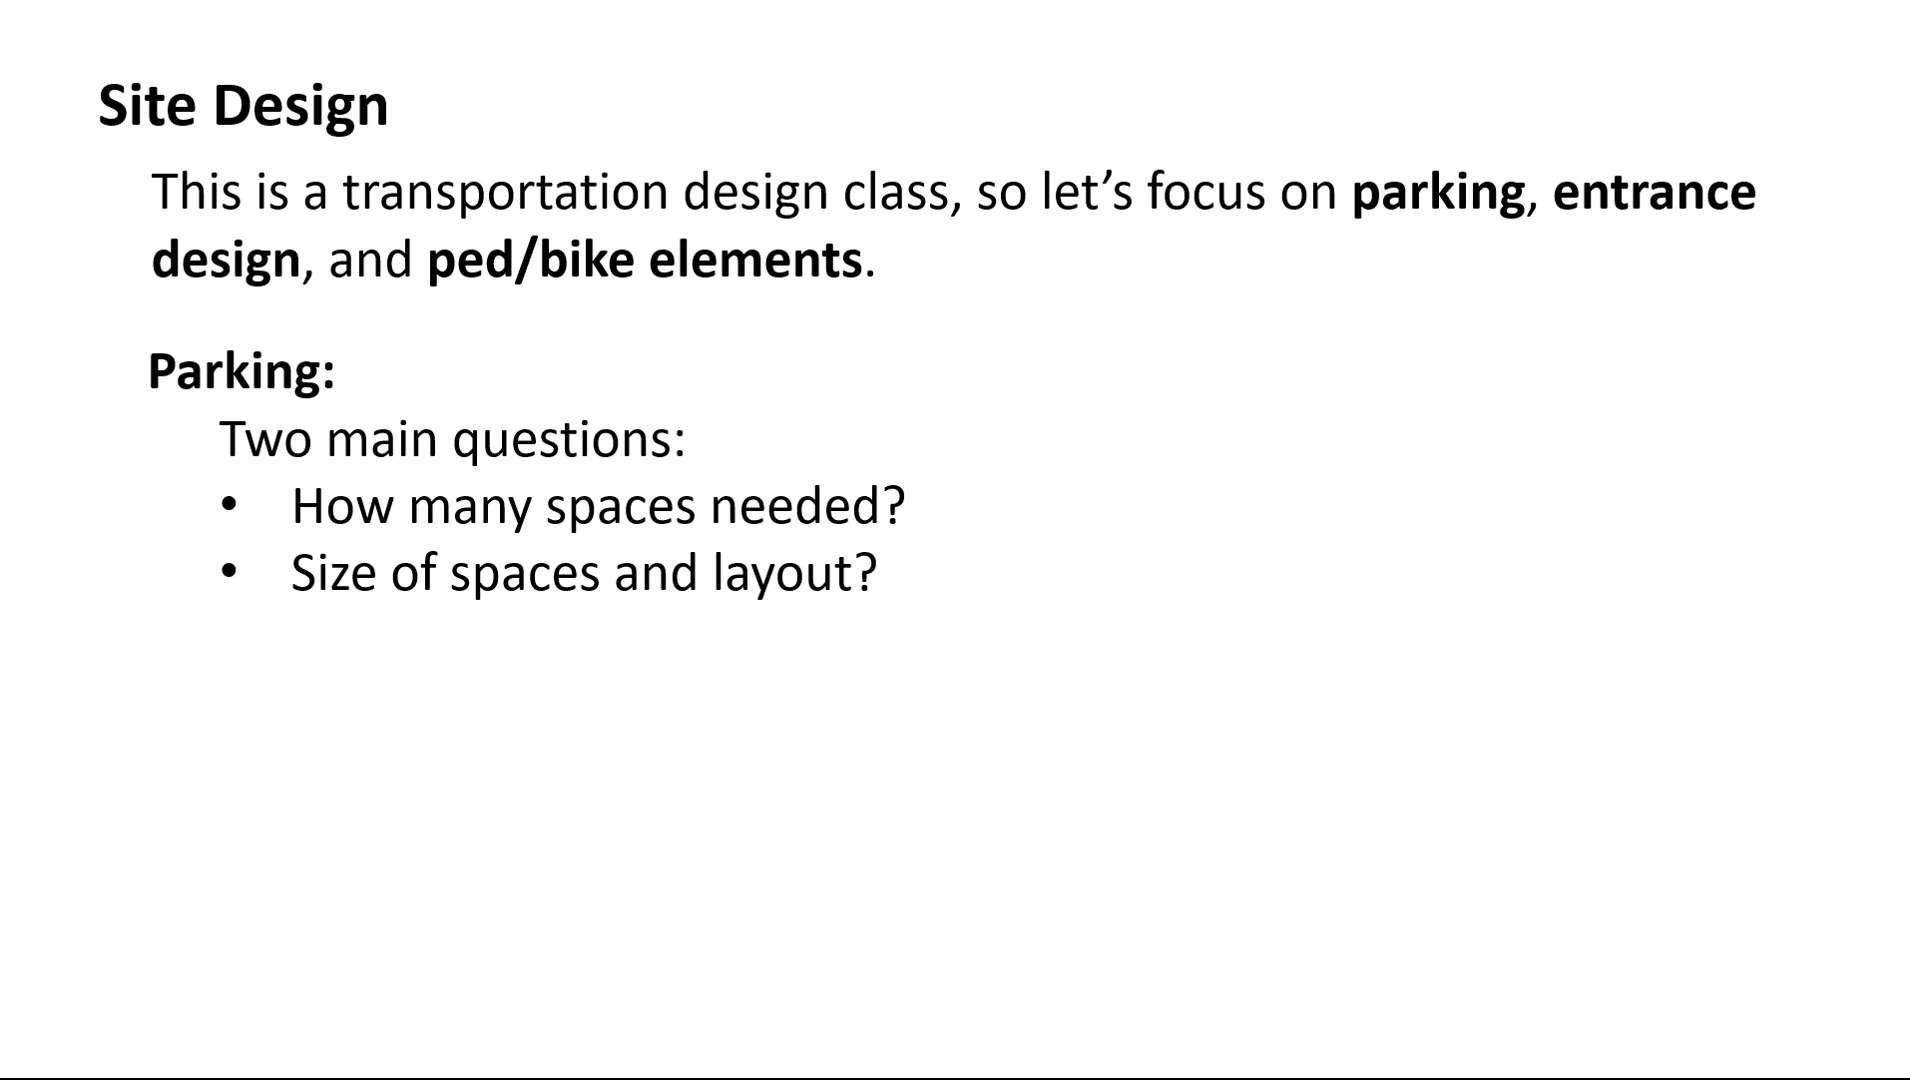 Site Design
This is a transportation design class, so let’s focus on parking, entrance
design, and ped/bike elements.
Parking:
Two main questions:
• How many spaces needed?
• Size of spaces and layout?